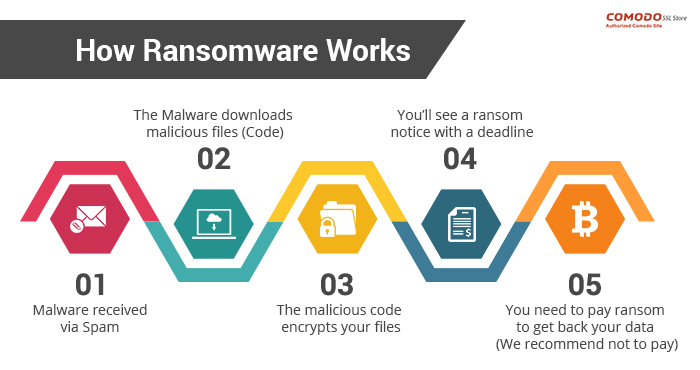 COMODO SSL Store
Authorized Comodo Site
How Ransomware Works
01
Malware received
via Spam
The Malware downloads
malicious files (Code)
02
03
The malicious code
encrypts your files
You'll see a ransom
notice with a deadline
04
$
05
You need to pay ransom
to get back your data
(We recommend not to pay)